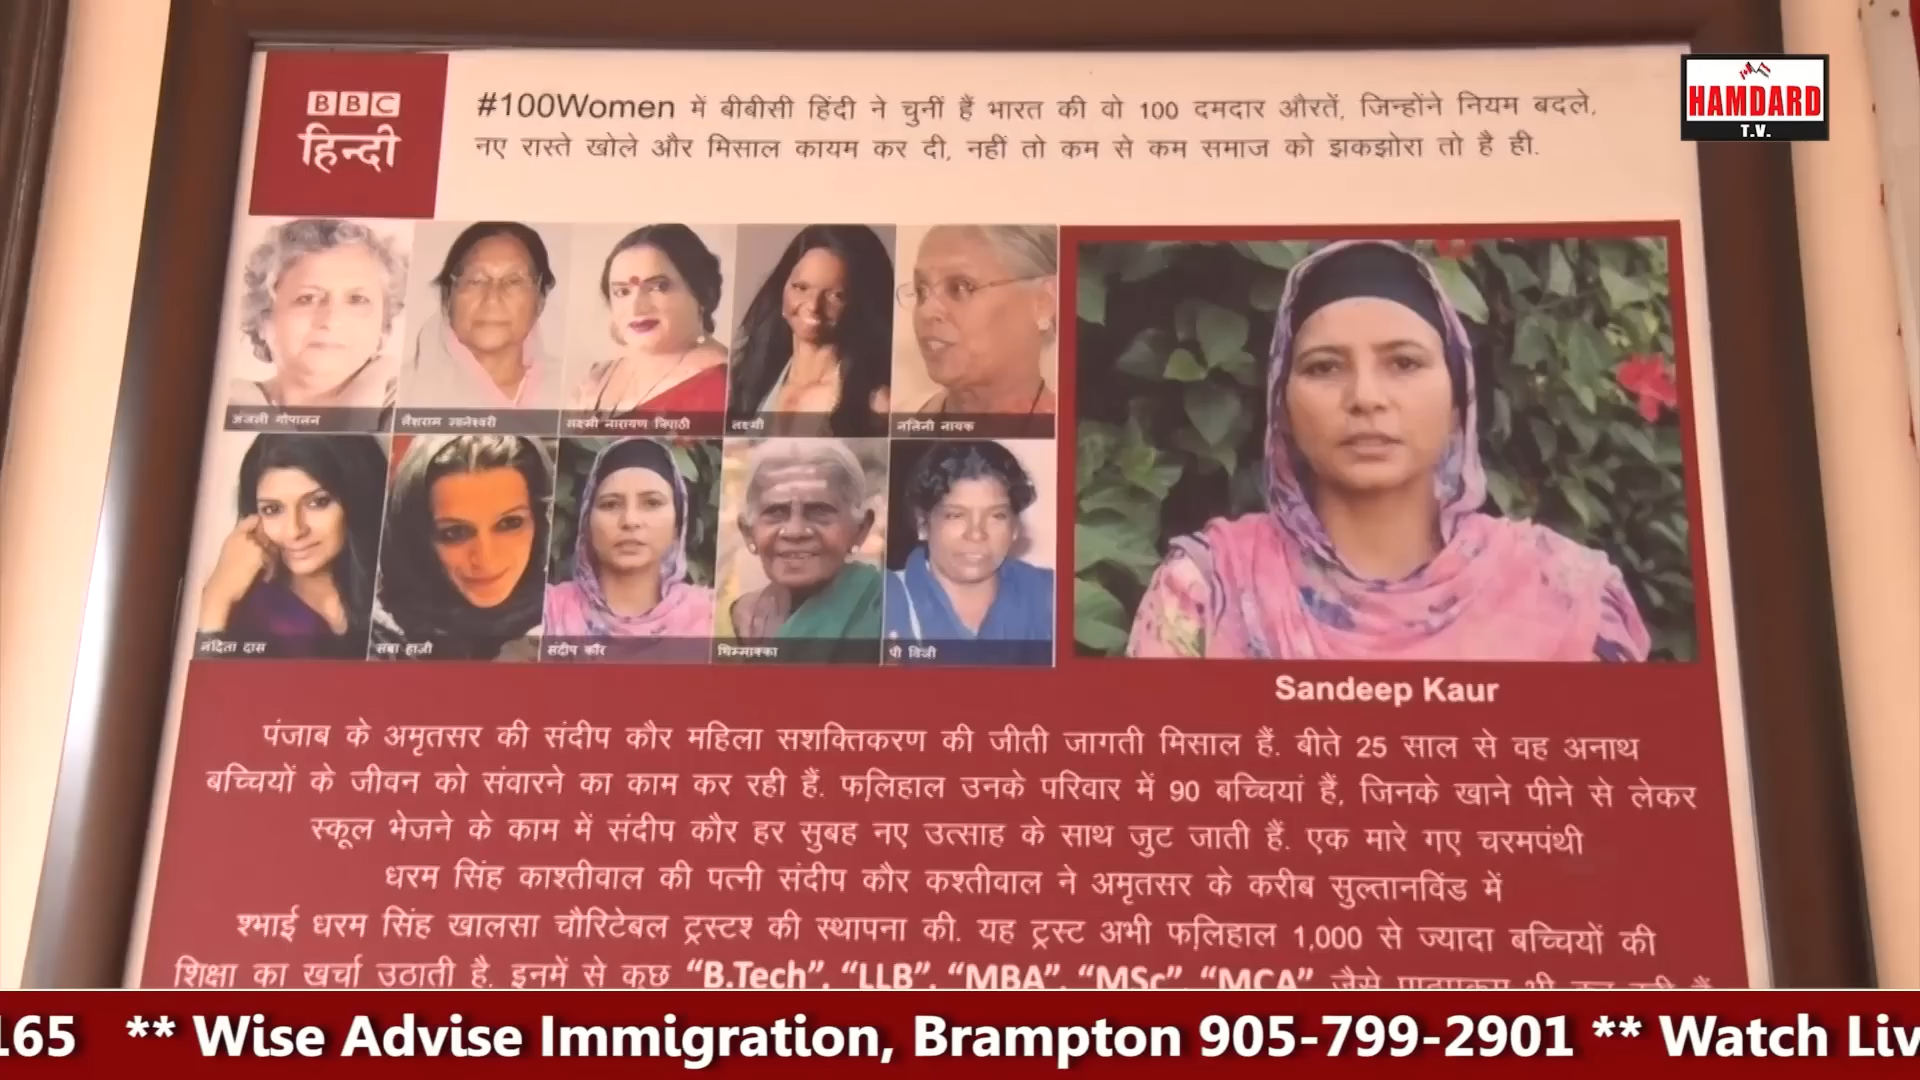 BBC
हिन्दी
#100Women में बीबीसी हिंदी ने चुनीं हैं भारत की वो 100 दमदार औरतें, जिन्होंने नियम बदले,
नए रास्ते खोले और मिसाल कायम कर दी, नहीं तो कम से कम समाज को झकझोरा तो है ही.
HAMDARD
T.V.
अंजली गोपालन
लैशराम ज्ञानेश्वरी
लक्ष्मी नारायण त्रिपाठी
लक्ष्मी
नलिनी नायक
नंदिता दास
सबा हाजी
संदीप कौर
थिम्माक्का
पी विजी
Sandeep Kaur
पंजाब के अमृतसर की संदीप कौर महिला सशक्तिकरण की जीती जागती मिसाल हैं. बीते 25 साल से वह अनाथ
बच्चियों के जीवन को संवारने का काम कर रही हैं. फलि़हाल उनके परिवार में 90 बच्चियां हैं, जिनके खाने पीने से लेकर
स्कूल भेजने के काम में संदीप कौर हर सुबह नए उत्साह के साथ जुट जाती हैं. एक मारे गए चरमपंथी
धरम सिंह काश्तीवाल की पत्नी संदीप कौर कश्तीवाल ने अमृतसर के करीब सुल्तानविंड में
श्भाई धरम सिंह खालसा चौरिटेबल ट्रस्टश् की स्थापना की. यह ट्रस्ट अभी फलि़हाल 1,000 से ज्यादा बच्चियों की
शिक्षा का खर्चा उठाती है. इनमें से कुछ “B.Tech”, “LLB”, “MBA”, “MSc”, “MCA” जैसे
165 ** Wise Advise Immigration, Brampton 905-799-2901 ** Watch Liv